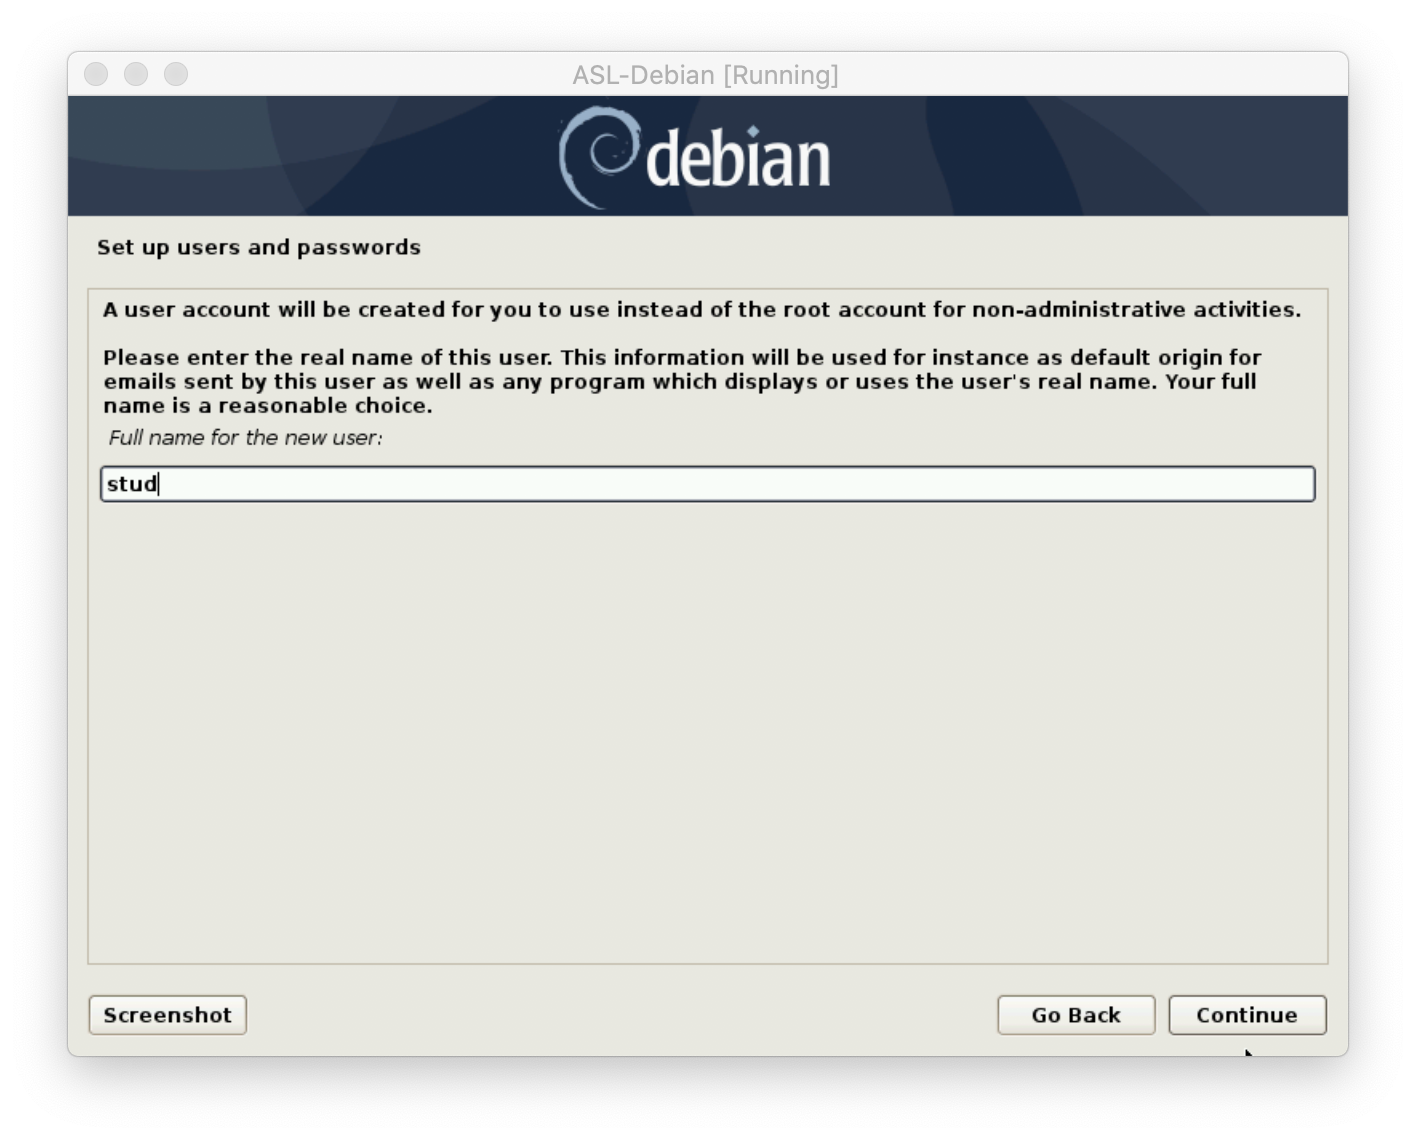 ASL-Debian [Running]
debian
Set up users and passwords
A user account will be created for you to use instead of the root account for non-administrative activities.
Please enter the real name of this user. This information will be used for instance as default origin for
emails sent by this user as well as any program which displays or uses the user's real name. Your full
name is a reasonable choice.
Full name for the new user:
stud
Screenshot
Go Back
Continue